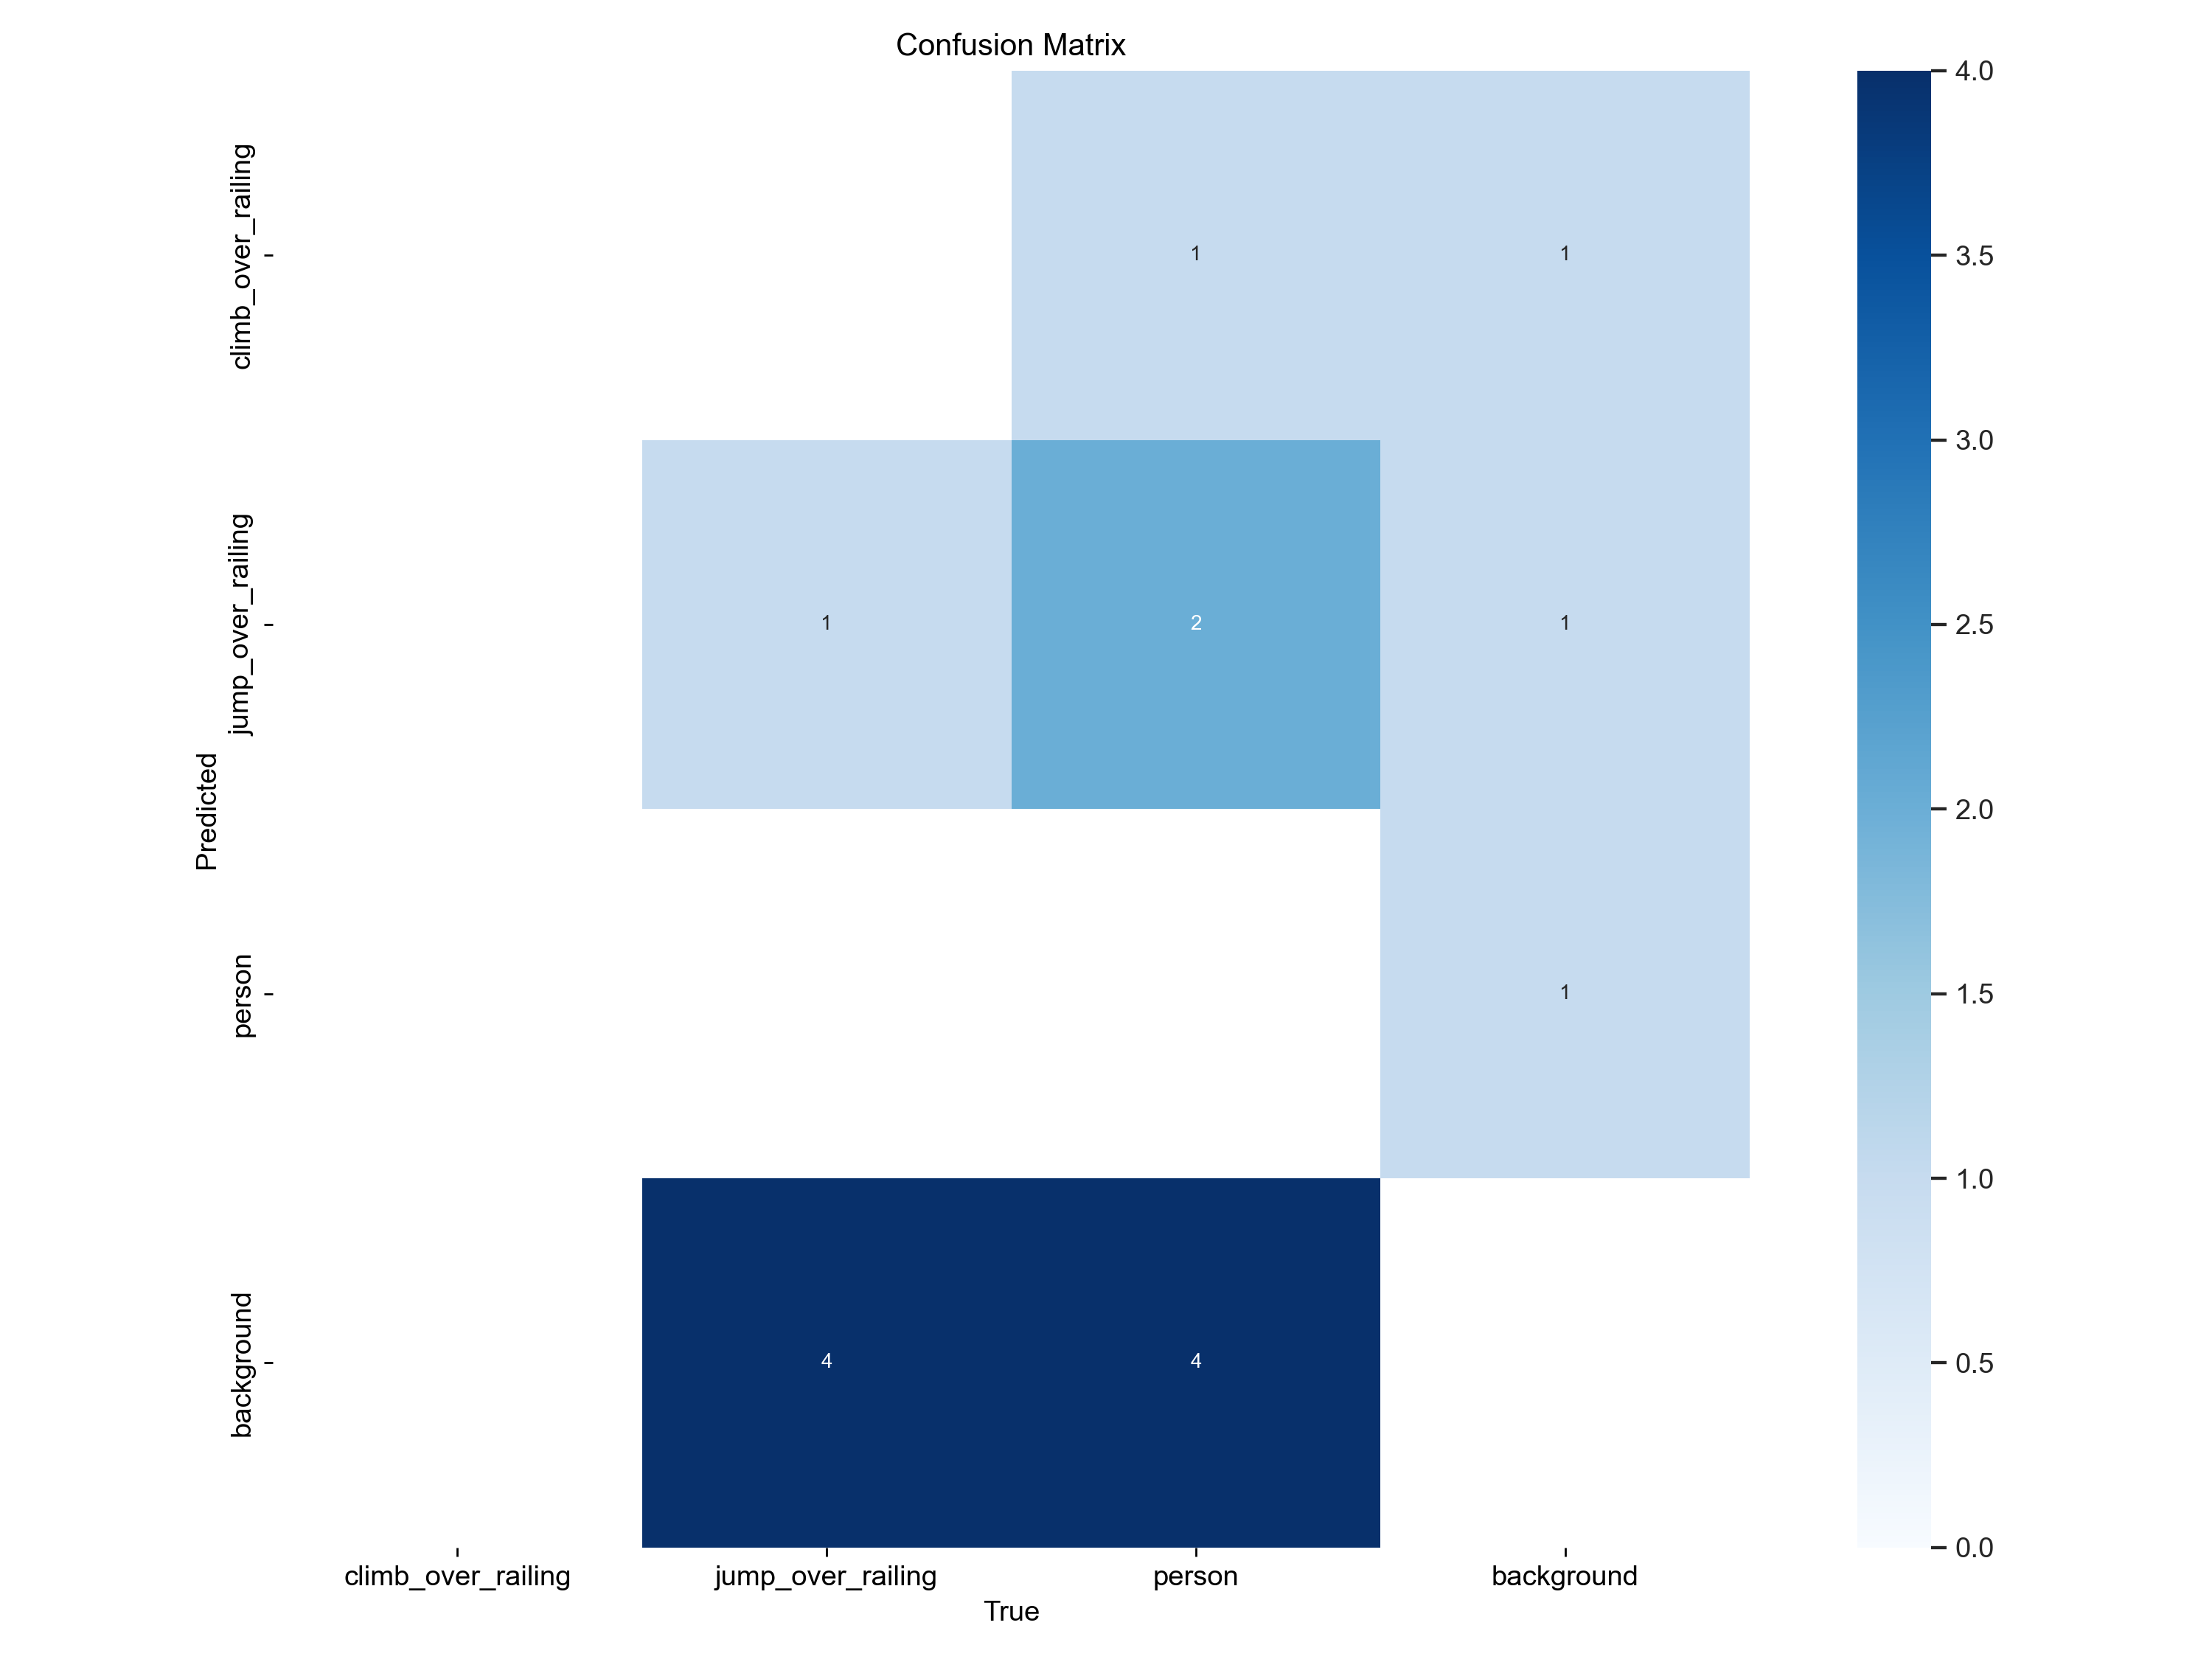 Confusion Matrix
climb_over_railing
jump_over_railing
person
background
Predicted
1
1
1
2
1
1
4
4
climb_over_railing
jump_over_railing
person
background
True
4.0
3.5
3.0
2.5
2.0
1.5
1.0
0.5
0.0